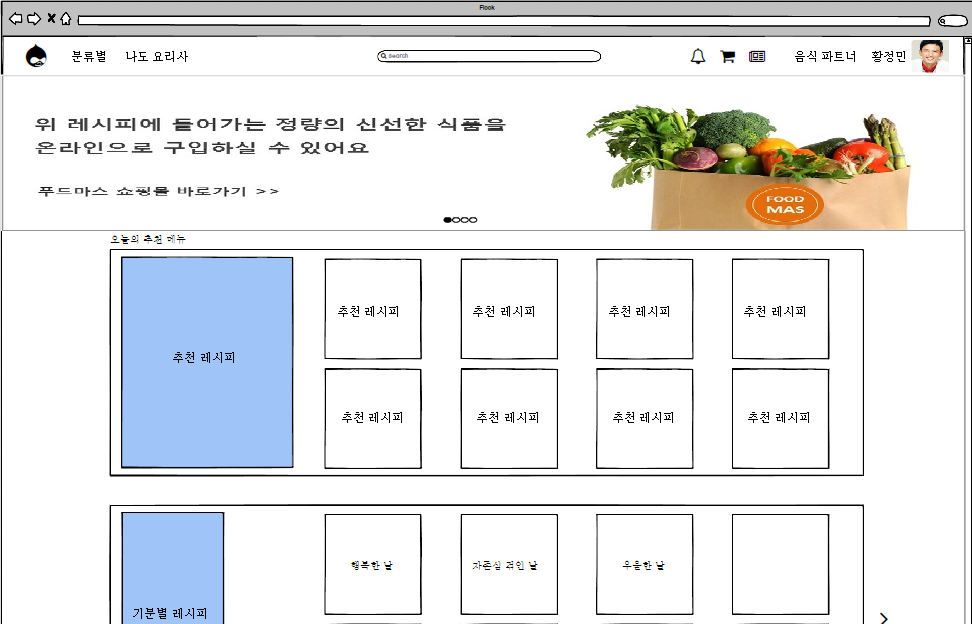 Flook
분류별 나도 요리사
Search
음식 파트너 황정민
위 레시피에 들어가는 정량의 신선한 식품을
온라인으로 구입하실 수 있어요
푸드마스 쇼핑몰 바로가기 >>
FOOD
MAS
오늘의 추천 메뉴
추천 레시피
추천 레시피 추천 레시피 추천 레시피 추천 레시피
추천 레시피 추천 레시피 추천 레시피 추천 레시피
기분별 레시피
행복한 날 자존심 꺾인 날 우울한 날